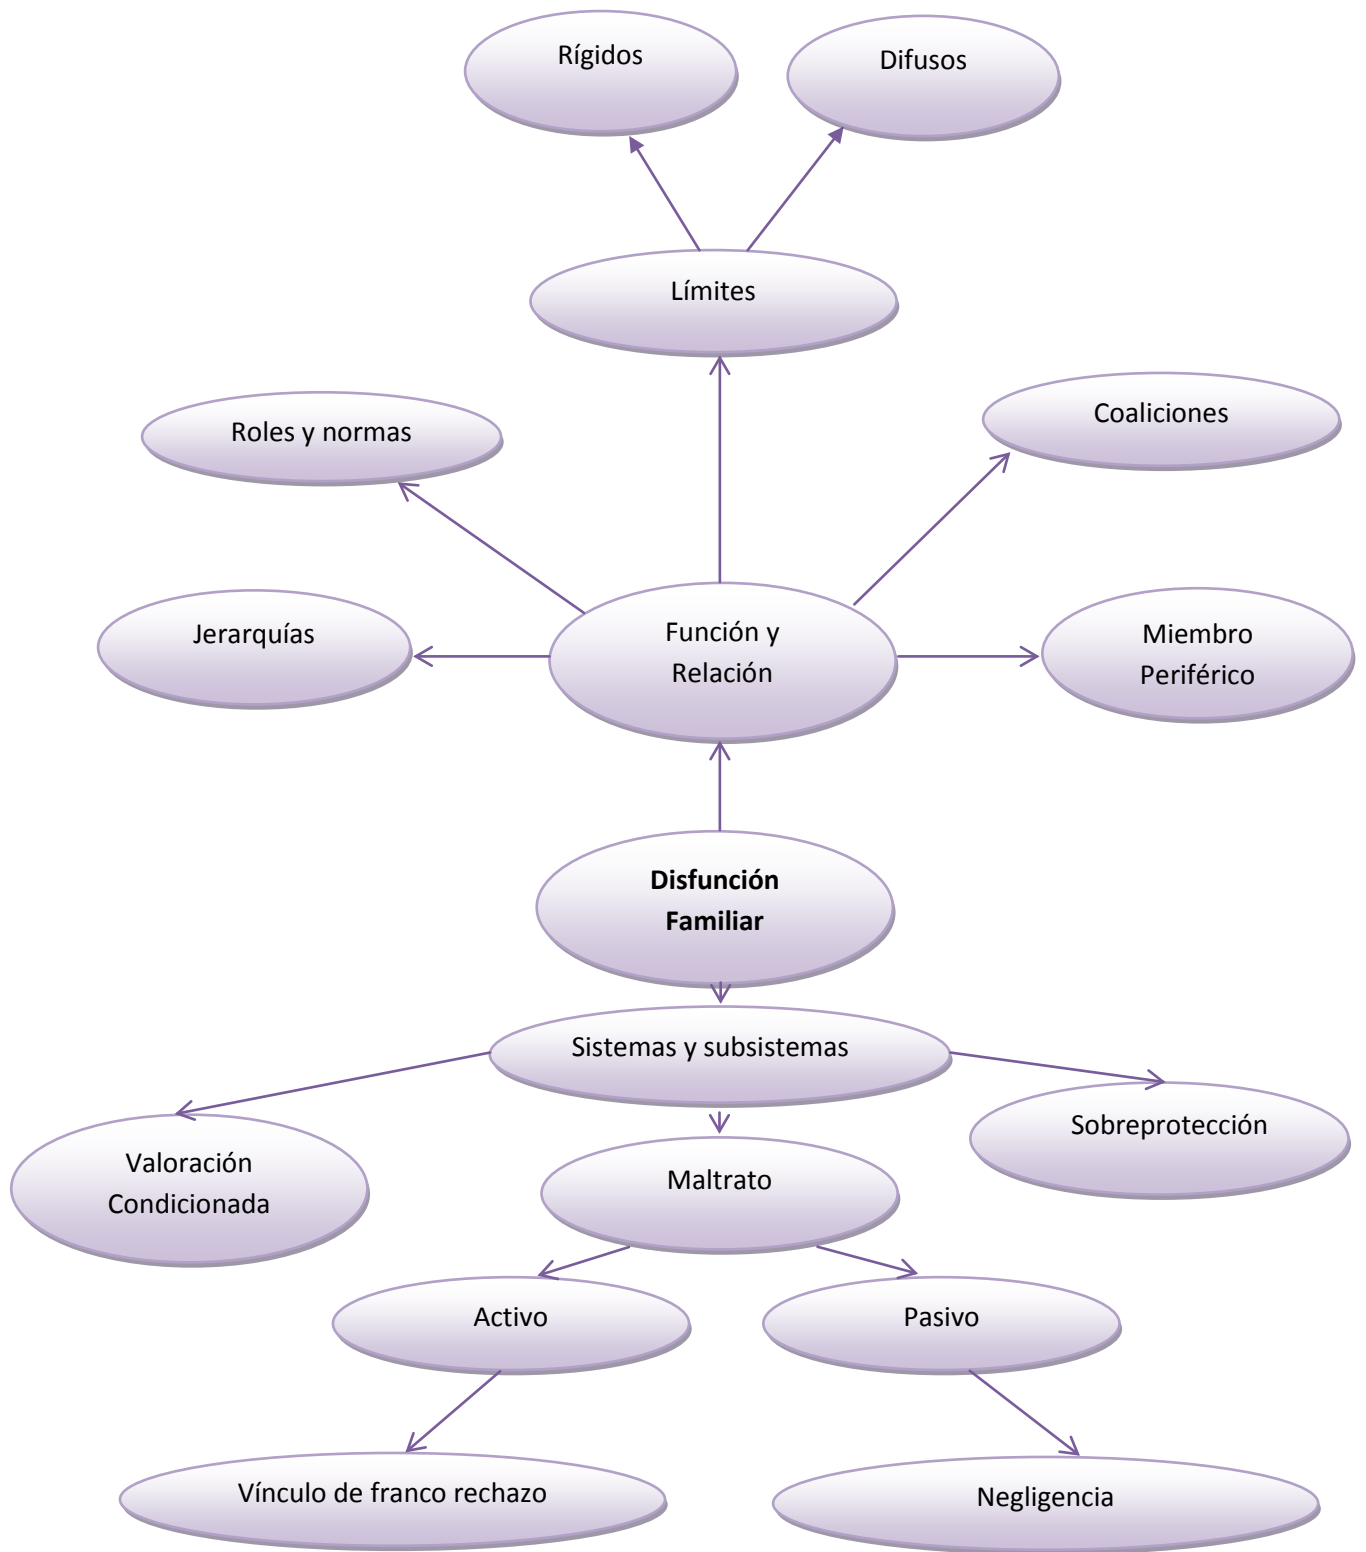 Rígidos
Difusos
Límites
Coaliciones
Roles y normas
Jerarquías
Función y
Relación
Miembro
Periférico
Disfunción
Familiar
Sistemas y subsistemas
Valoración
Condicionada
Maltrato
Sobreprotección
Activo
Pasivo
Vínculo de franco rechazo
Negligencia